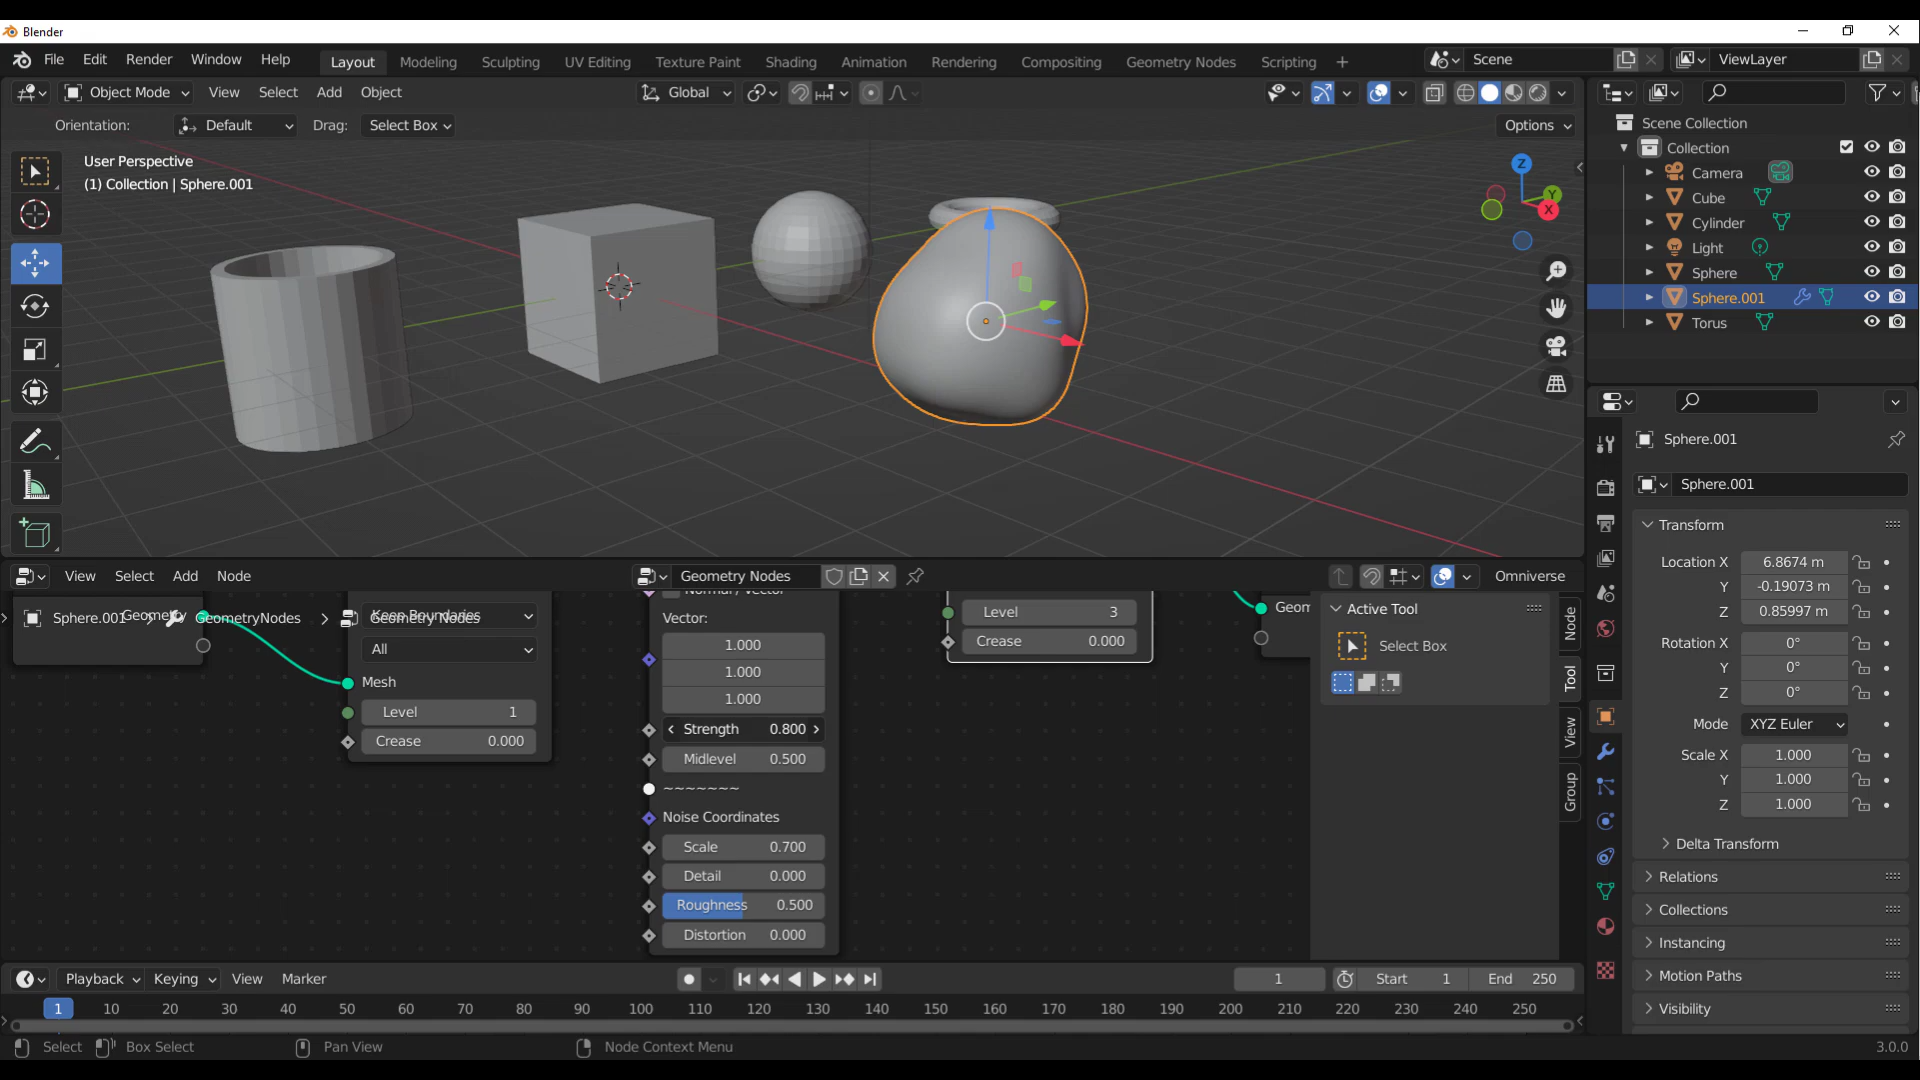 Blender
File Edit Render Window Help Layout Modeling Sculpting UV Editing Texture Paint Shading Animation Rendering Compositing Geometry Nodes Scripting + Scene ViewLayer
Object Mode View Select Add Object Global
Orientation: Default Drag: Select Box Options
User Perspective
(1) Collection | Sphere.001
Z
Y
X
Scene Collection
Collection
Camera
Cube
Cylinder
Light
Sphere
Sphere.001
Torus
Sphere.001
Sphere.001
Transform
Location X 6.8674 m
Y -0.19073 m
Z 0.85997 m
Rotation X 0°
Y 0°
Z 0°
Mode XYZ Euler
Scale X 1.000
Y 1.000
Z 1.000
Delta Transform
Relations
Collections
Instancing
Motion Paths
Visibility
View Select Add Node Geometry Nodes Omniverse
Sphere.001 > GeometryNodes > Geometry Nodes
Geometry
Keep Boundaries
All
Mesh
Level 1
Crease 0.000
Normal / Vector
Vector:
1.000
1.000
1.000
Strength 0.800
Midlevel 0.500
~~~~~~~
Noise Coordinates
Scale 0.700
Detail 0.000
Roughness 0.500
Distortion 0.000
Level 3
Crease 0.000
Geom
Active Tool
Select Box
Node
Tool
View
Group
Playback Keying View Marker 1 Start 1 End 250
1 10 20 30 40 50 60 70 80 90 100 110 120 130 140 150 160 170 180 190 200 210 220 230 240 250
Select Box Select Pan View Node Context Menu 3.0.0